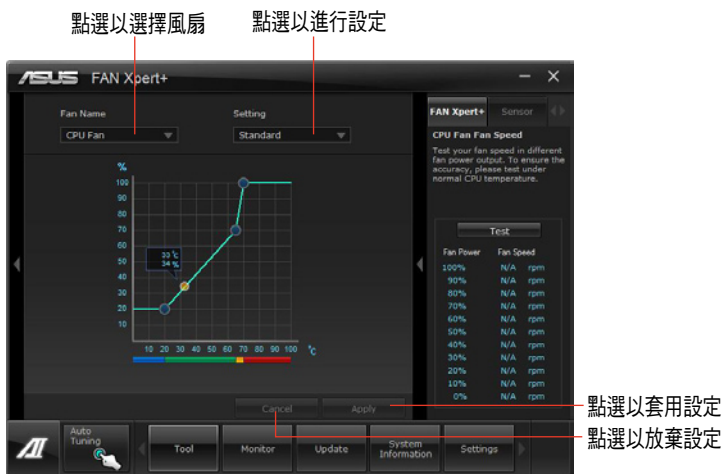 點選以選擇風扇
點選以進行設定
ASUS FAN Xpert+
Fan Name
Setting
CPU Fan
Standard
%
100
90
80
70
60
50
40
30
20
10
33 °C
34 %
10 20 30 40 50 60 70 80 90 100 °C
Cancel
Apply
FAN Xpert+
Sensor
CPU Fan Fan Speed
Test your fan speed in different
fan power output. To ensure the
accuracy, please test under
normal CPU temperature.
Test
Fan Power Fan Speed
100% N/A rpm
90% N/A rpm
80% N/A rpm
70% N/A rpm
60% N/A rpm
50% N/A rpm
40% N/A rpm
30% N/A rpm
20% N/A rpm
10% N/A rpm
0% N/A rpm
點選以套用設定
點選以放棄設定
Auto
Tuning
Tool
Monitor
Update
System
Information
Settings